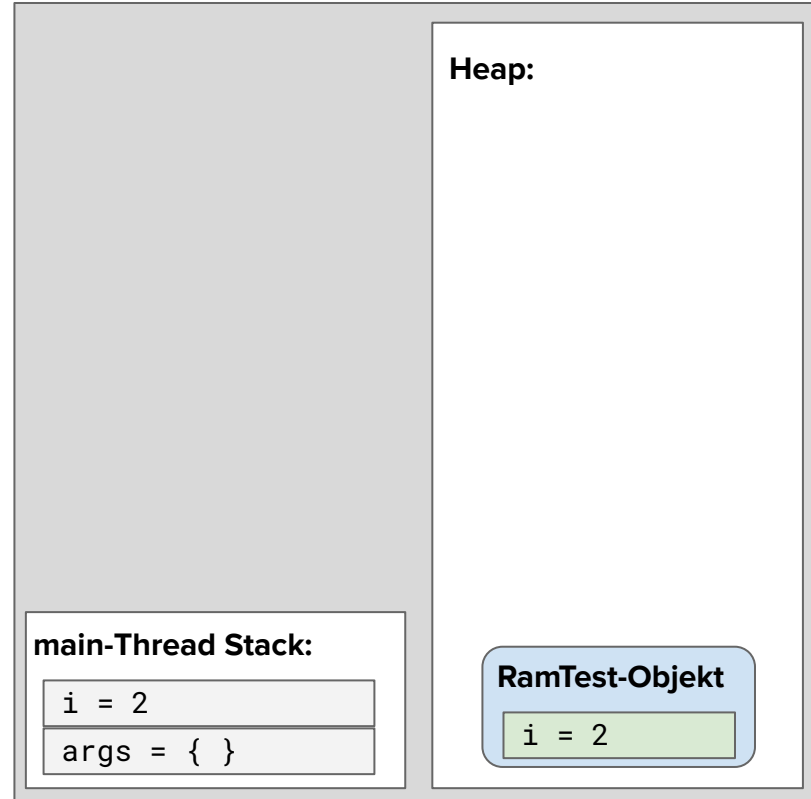 Heap:
main-Thread Stack:
i = 2
args = { }
RamTest-Objekt
i = 2